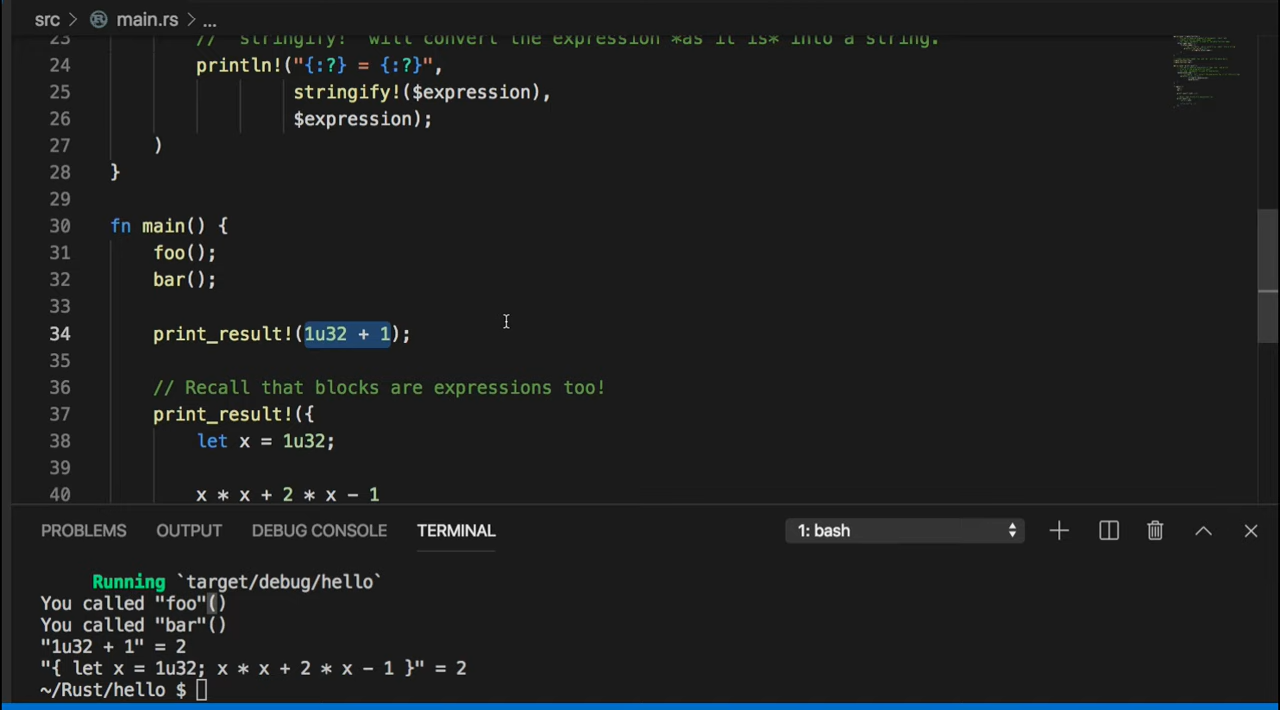 src > main.rs > ...
23 // `stringify!` will convert the expression *as it is* into a string.
24 println!("{:?} = {:?}",
25 stringify!($expression),
26 $expression);
27 )
28 }
29
30 fn main() {
31 foo();
32 bar();
33
34 print_result!(1u32 + 1);
35
36 // Recall that blocks are expressions too!
37 print_result!({
38 let x = 1u32;
39
40 x * x + 2 * x - 1
PROBLEMS OUTPUT DEBUG CONSOLE TERMINAL 1: bash
Running `target/debug/hello`
You called "foo"()
You called "bar"()
"1u32 + 1" = 2
"{ let x = 1u32; x * x + 2 * x - 1 }" = 2
~/Rust/hello $